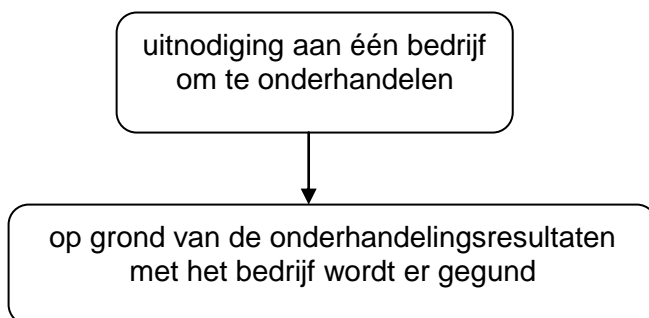 uitnodiging aan één bedrijf
om te onderhandelen
op grond van de onderhandelingsresultaten
met het bedrijf wordt er gegund